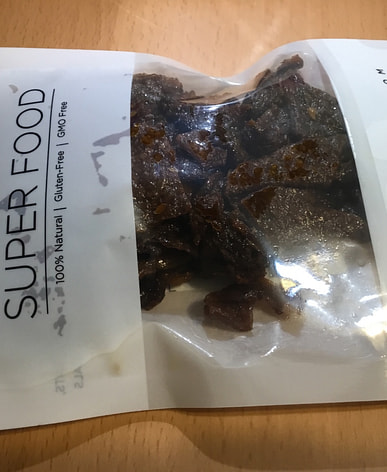 SUPER FOOD
100% Natural | Gluten-Free | GMO Free